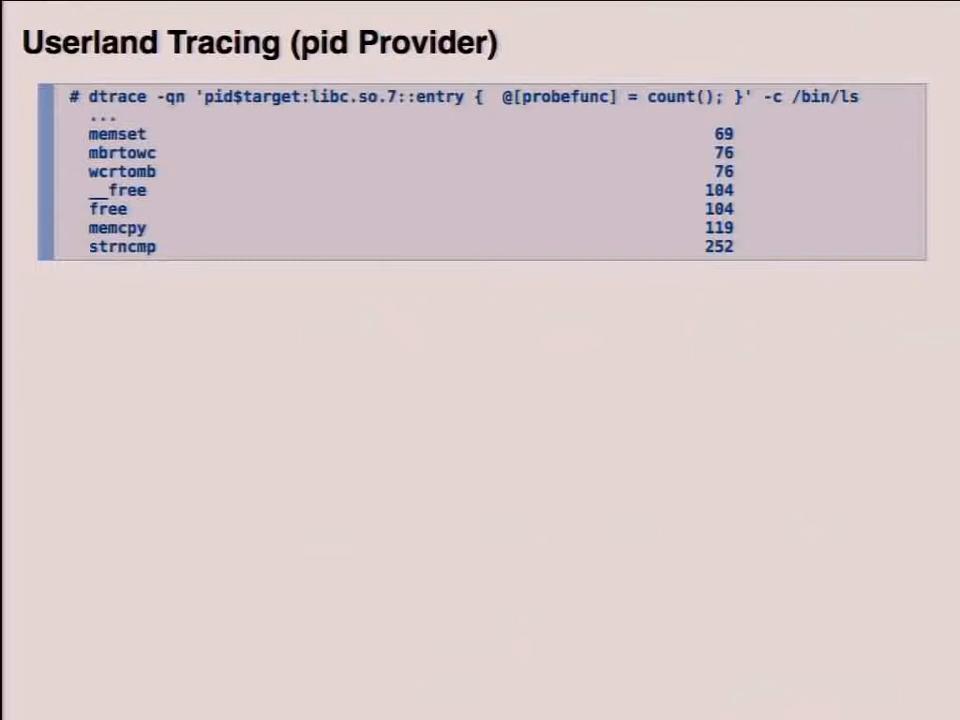 Userland Tracing (pid Provider)
# dtrace -qn 'pid$target:libc.so.7::entry {  @[probefunc] = count(); }' -c /bin/ls
...
memset 69
mbrtowc 76
wcrtomb 76
__free 104
free 104
memcpy 119
strncmp 252